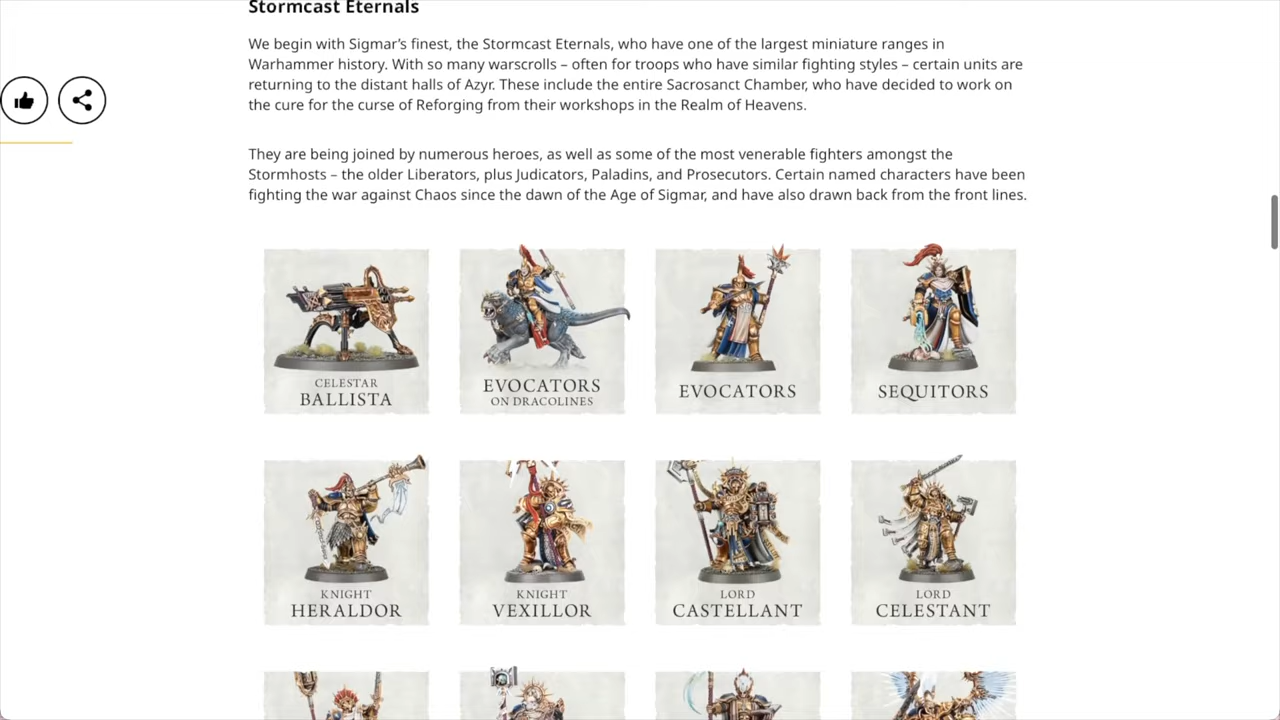 Stormcast Eternals
We begin with Sigmar's finest, the Stormcast Eternals, who have one of the largest miniature ranges in
Warhammer history. With so many warscrolls – often for troops who have similar fighting styles – certain units are
returning to the distant halls of Azyr. These include the entire Sacrosanct Chamber, who have decided to work on
the cure for the curse of Reforging from their workshops in the Realm of Heavens.
They are being joined by numerous heroes, as well as some of the most venerable fighters amongst the
Stormhosts – the older Liberators, plus Judicators, Paladins, and Prosecutors. Certain named characters have been
fighting the war against Chaos since the dawn of the Age of Sigmar, and have also drawn back from the front lines.
CELESTAR
BALLISTA
EVOCATORS
ON DRACOLINES
EVOCATORS
SEQUITORS
KNIGHT
HERALDOR
KNIGHT
VEXILLOR
LORD
CASTELLANT
LORD
CELESTANT